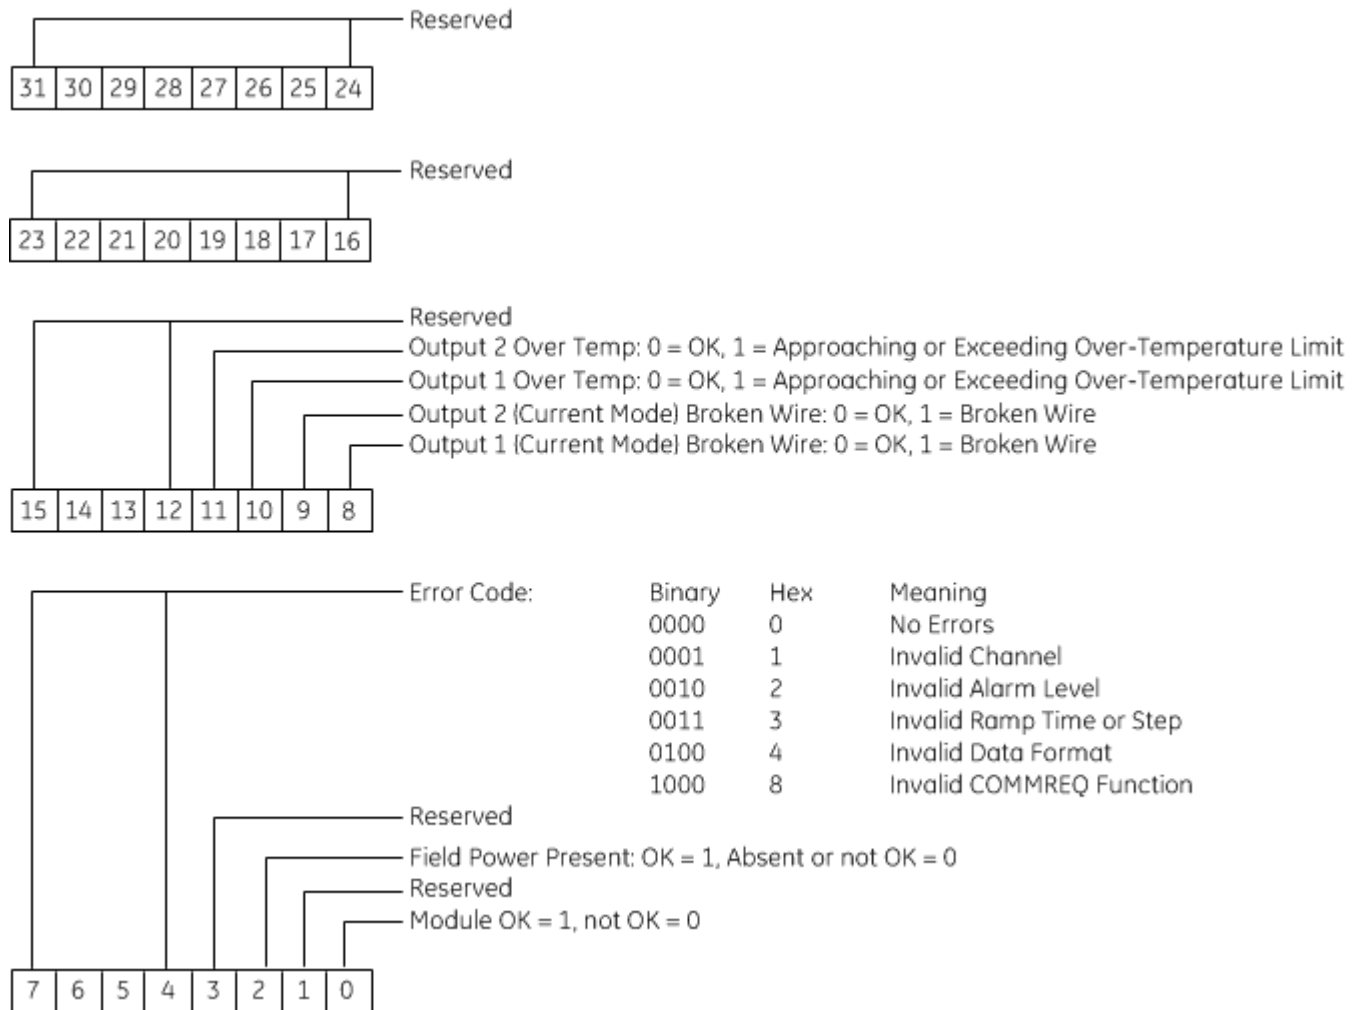 Reserved
31 30 29 28 27 26 25 24
Reserved
23 22 21 20 19 18 17 16
Reserved
Output 2 Over Temp: 0 = OK, 1 = Approaching or Exceeding Over-Temperature Limit
Output 1 Over Temp: 0 = OK, 1 = Approaching or Exceeding Over-Temperature Limit
Output 2 (Current Mode) Broken Wire: 0 = OK, 1 = Broken Wire
Output 1 (Current Mode) Broken Wire: 0 = OK, 1 = Broken Wire
15 14 13 12 11 10 9 8
Error Code: Binary Hex Meaning
0000 0 No Errors
0001 1 Invalid Channel
0010 2 Invalid Alarm Level
0011 3 Invalid Ramp Time or Step
0100 4 Invalid Data Format
1000 8 Invalid COMMREQ Function
Reserved
Field Power Present: OK = 1, Absent or not OK = 0
Reserved
Module OK = 1, not OK = 0
7 6 5 4 3 2 1 0